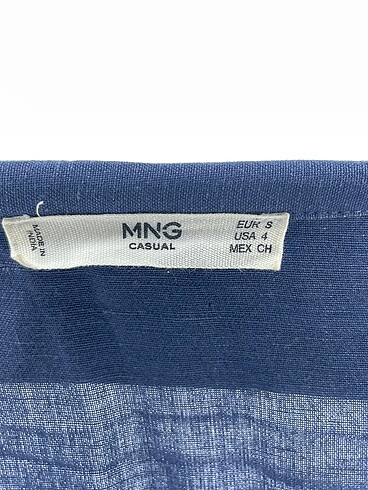 MADE IN
INDIA
MNG
CASUAL
EUR S
USA 4
MEX CH